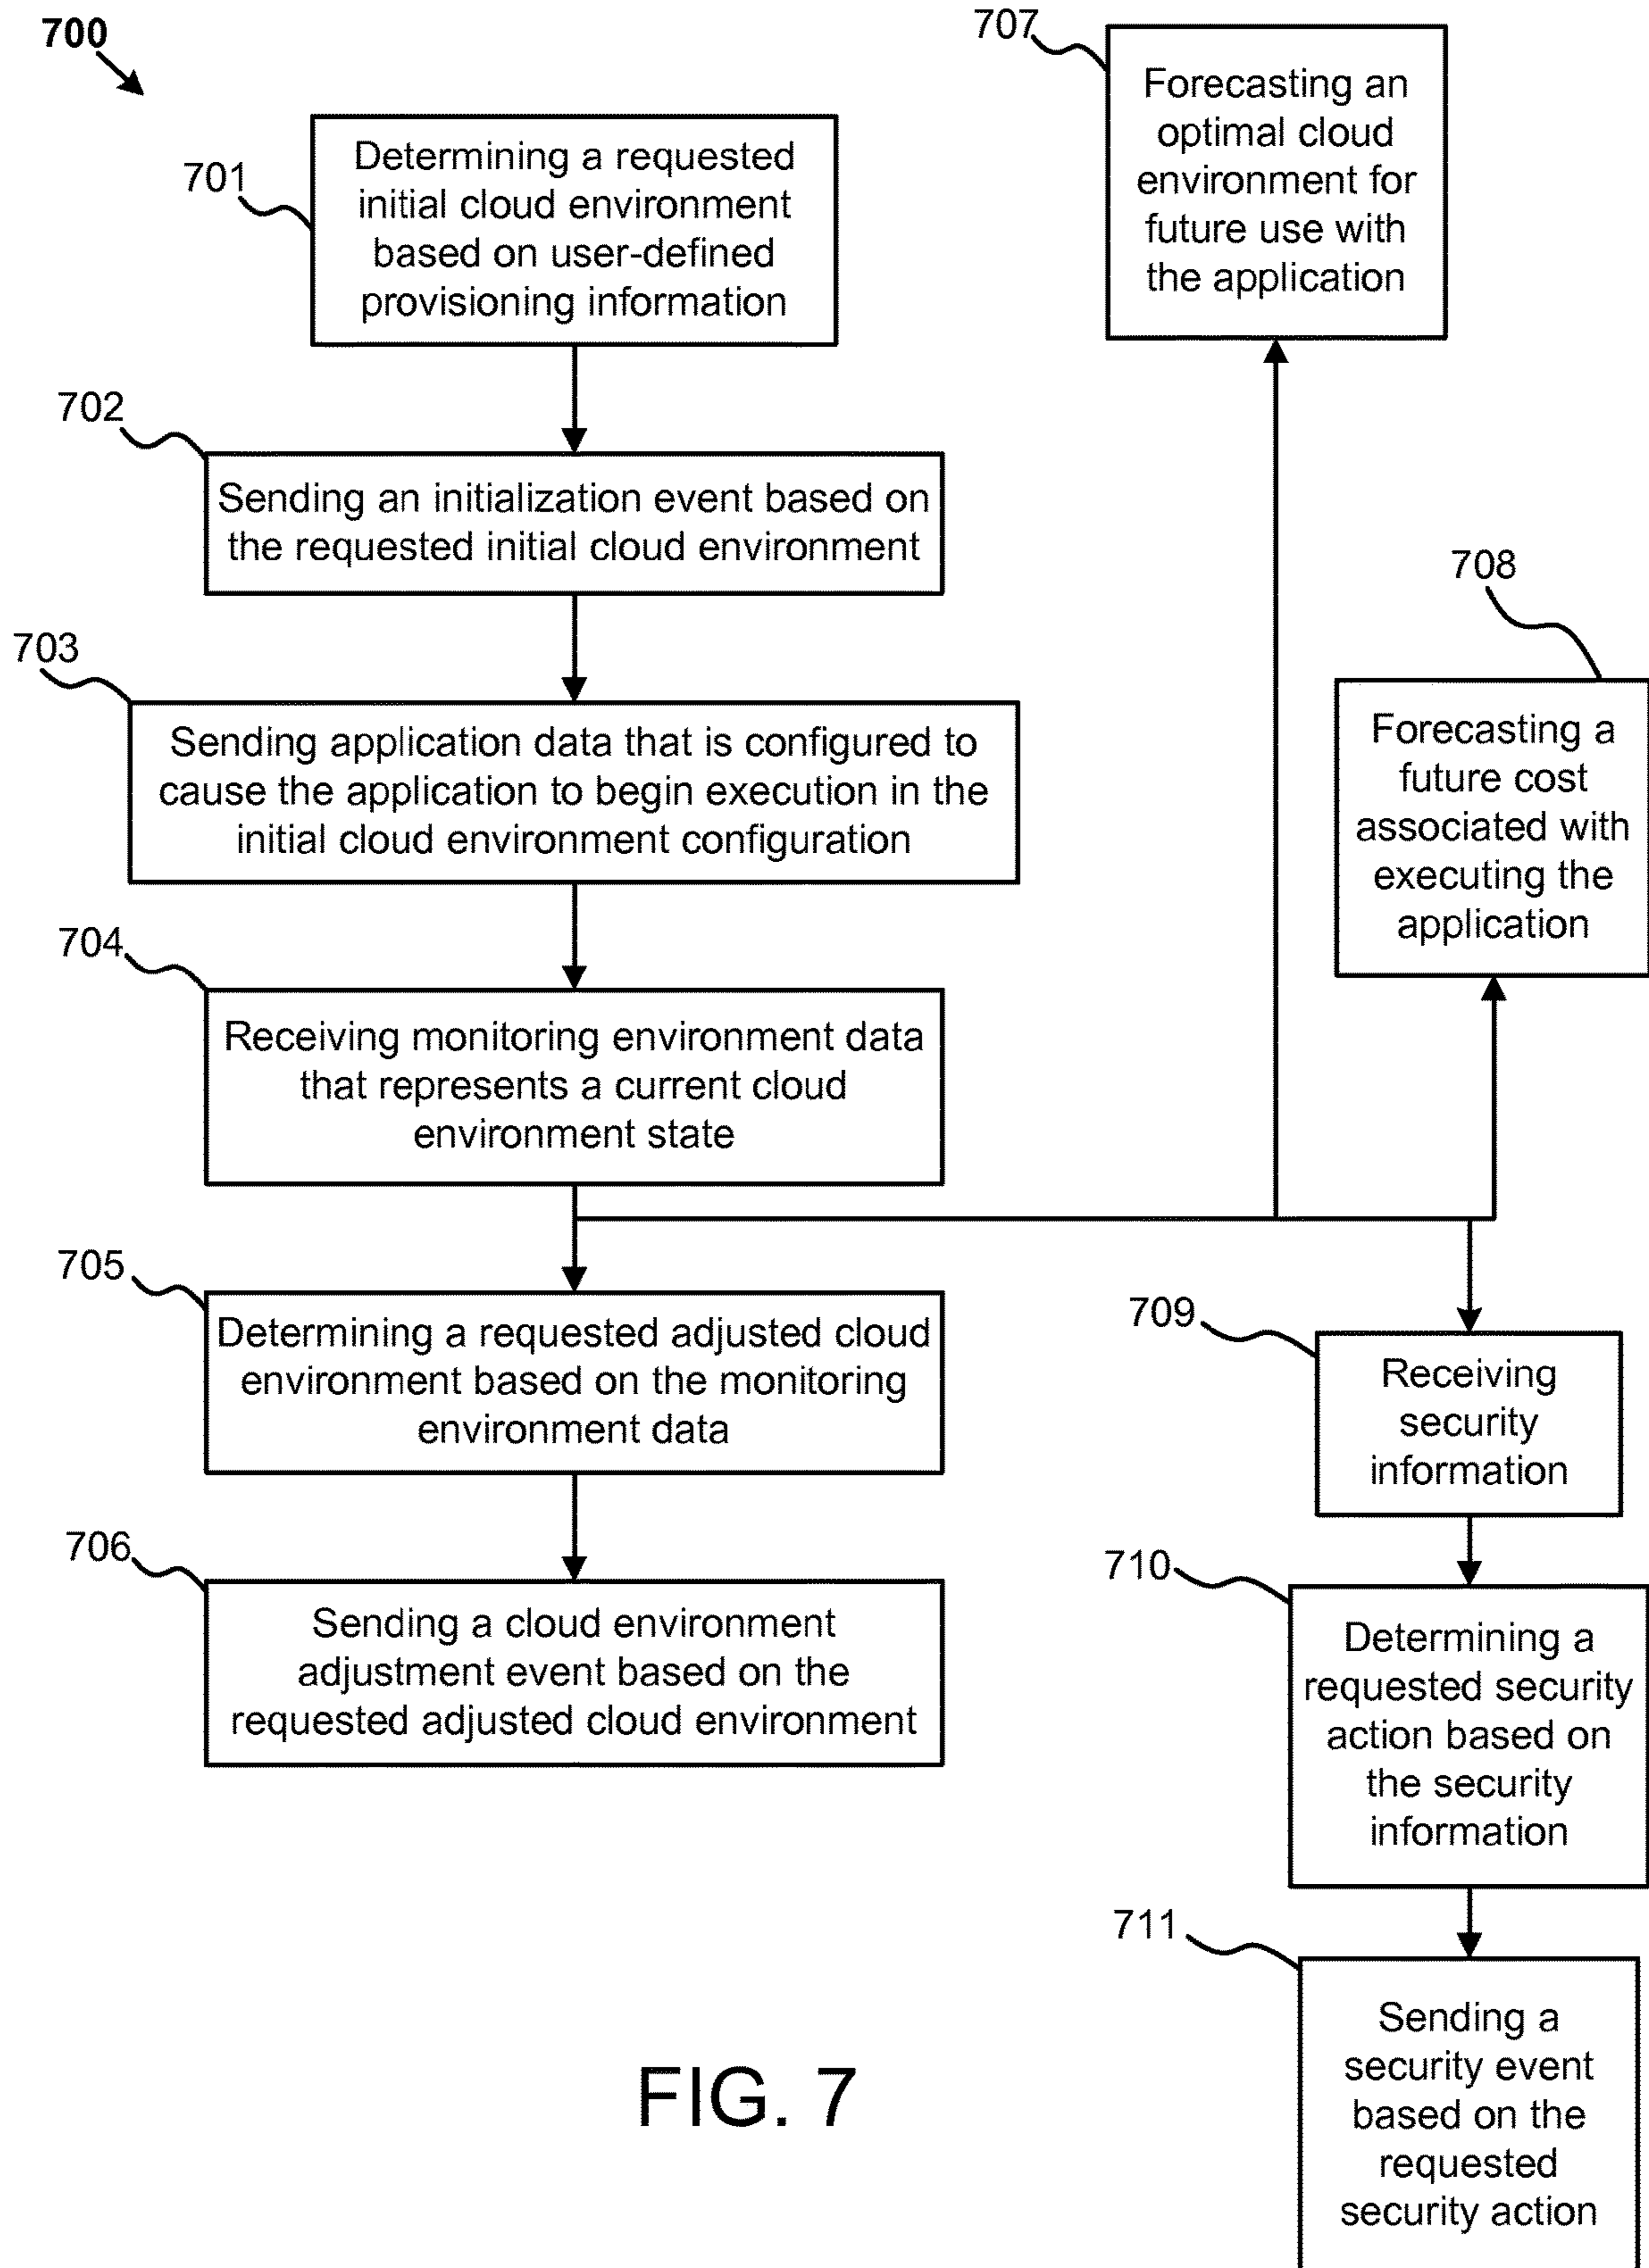 700
701
Determining a requested
initial cloud environment
based on user-defined
provisioning information
702
Sending an initialization event based on
the requested initial cloud environment
703
Sending application data that is configured to
cause the application to begin execution in the
initial cloud environment configuration
704
Receiving monitoring environment data
that represents a current cloud
environment state
705
Determining a requested adjusted cloud
environment based on the monitoring
environment data
706
Sending a cloud environment
adjustment event based on the
requested adjusted cloud environment
707
Forecasting an
optimal cloud
environment for
future use with
the application
708
Forecasting a
future cost
associated with
executing the
application
709
Receiving
security
information
710
Determining a
requested security
action based on
the security
information
711
Sending a
security event
based on the
requested
security action
FIG. 7